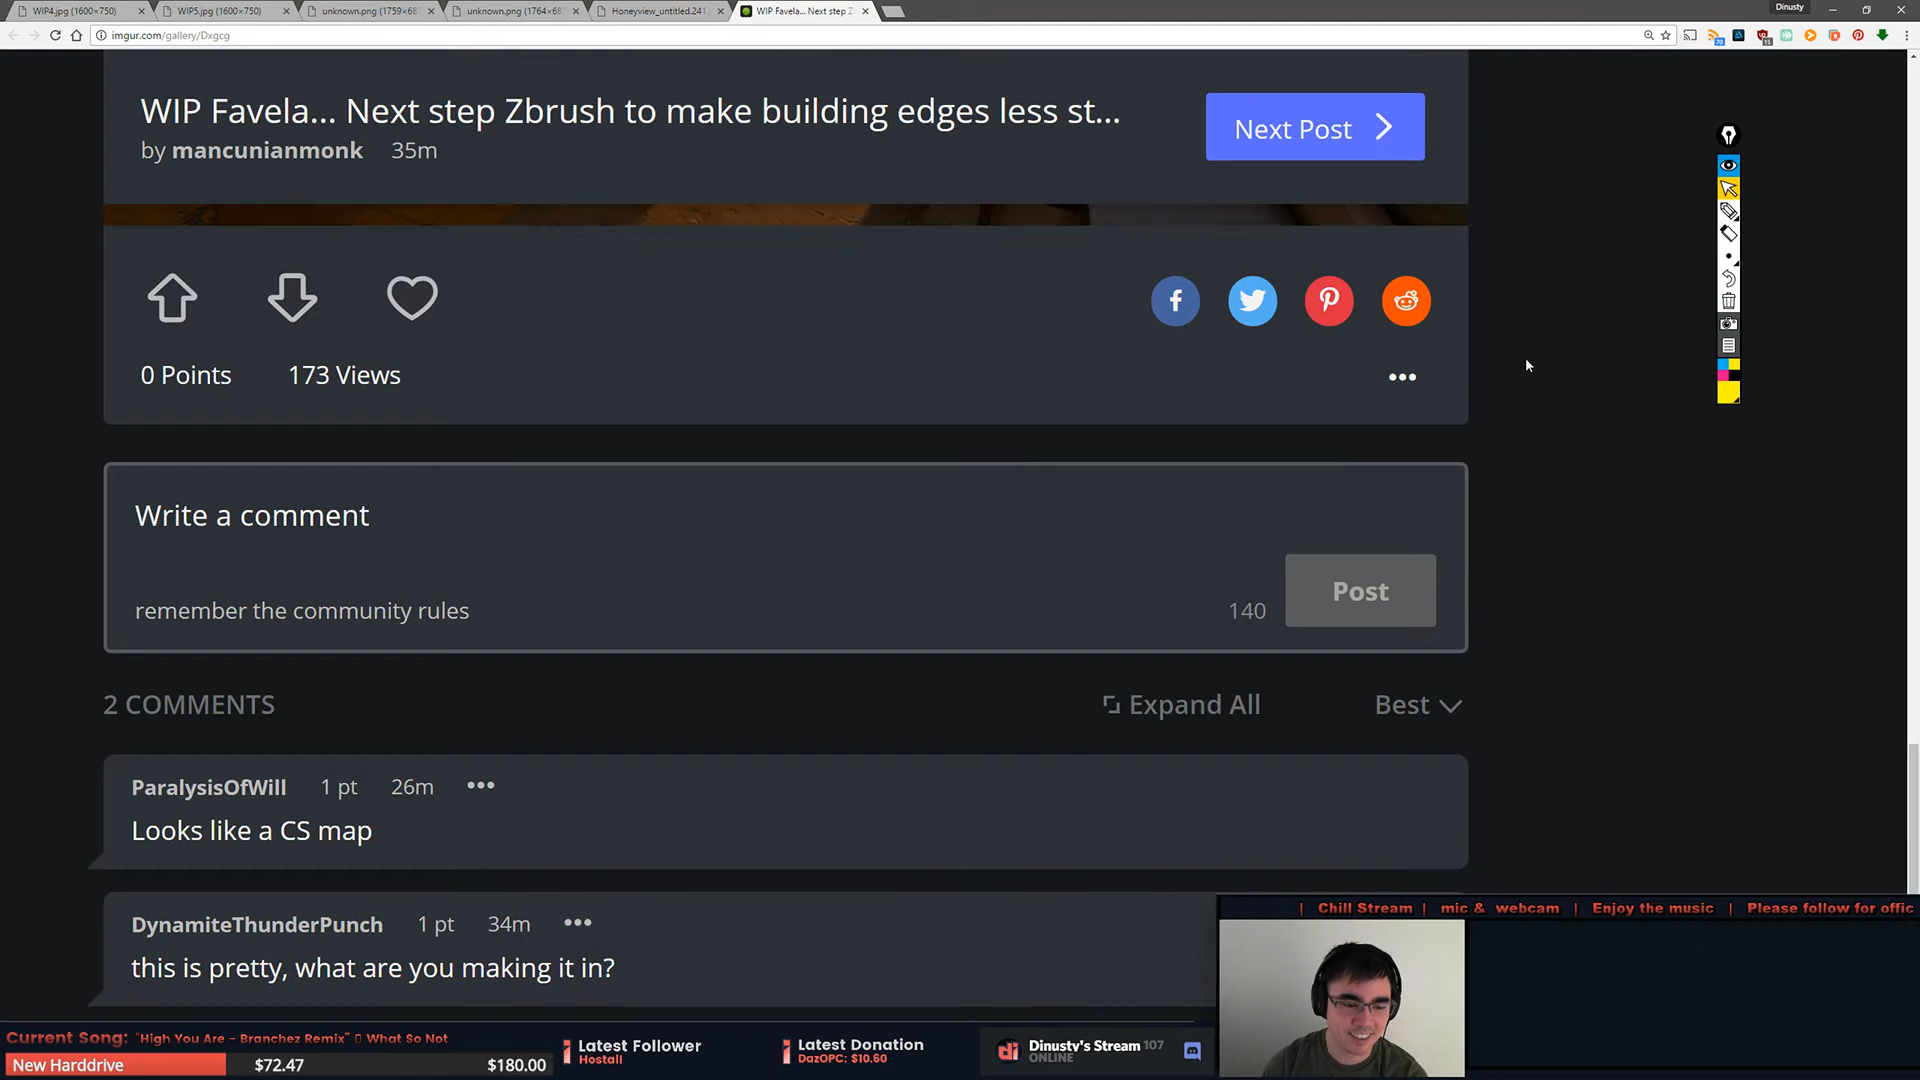 WIP4.jpg (1600×750)
WIP5.jpg (1600×750)
unknown.png (1759×68
unknown.png (1764×68
Honeyview_untitled.241
WIP Favela... Next step Z
Dinusty
imgur.com/gallery/Dxgcg
WIP Favela... Next step Zbrush to make building edges less st...
by mancunianmonk 35m
Next Post
0 Points 173 Views
Write a comment
remember the community rules
140
Post
2 COMMENTS
Expand All
Best
ParalysisOfWill 1 pt 26m
Looks like a CS map
DynamiteThunderPunch 1 pt 34m
this is pretty, what are you making it in?
| Chill Stream | mic & webcam | Enjoy the music | Please follow for offic
Current Song: "High You Are - Branchez Remix" What So Not
New Harddrive $72.47 $180.00
Latest Follower
Hostall
Latest Donation
DazOPC: $10.60
Dinusty's Stream 107
ONLINE